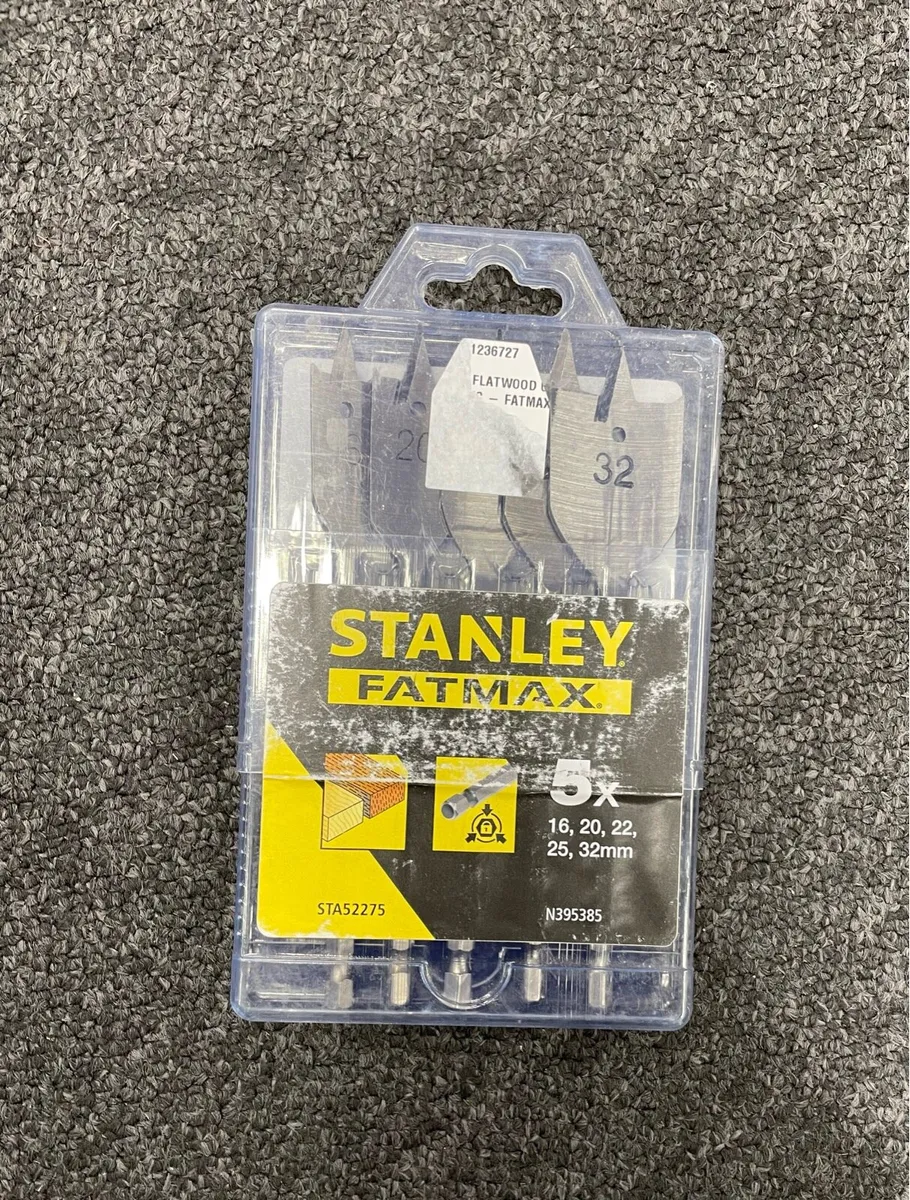 1236727
FLATWOOD
– FATMAX
20
32
STANLEY
FATMAX
5x
16, 20, 22,
25, 32mm
STA52275
N395385